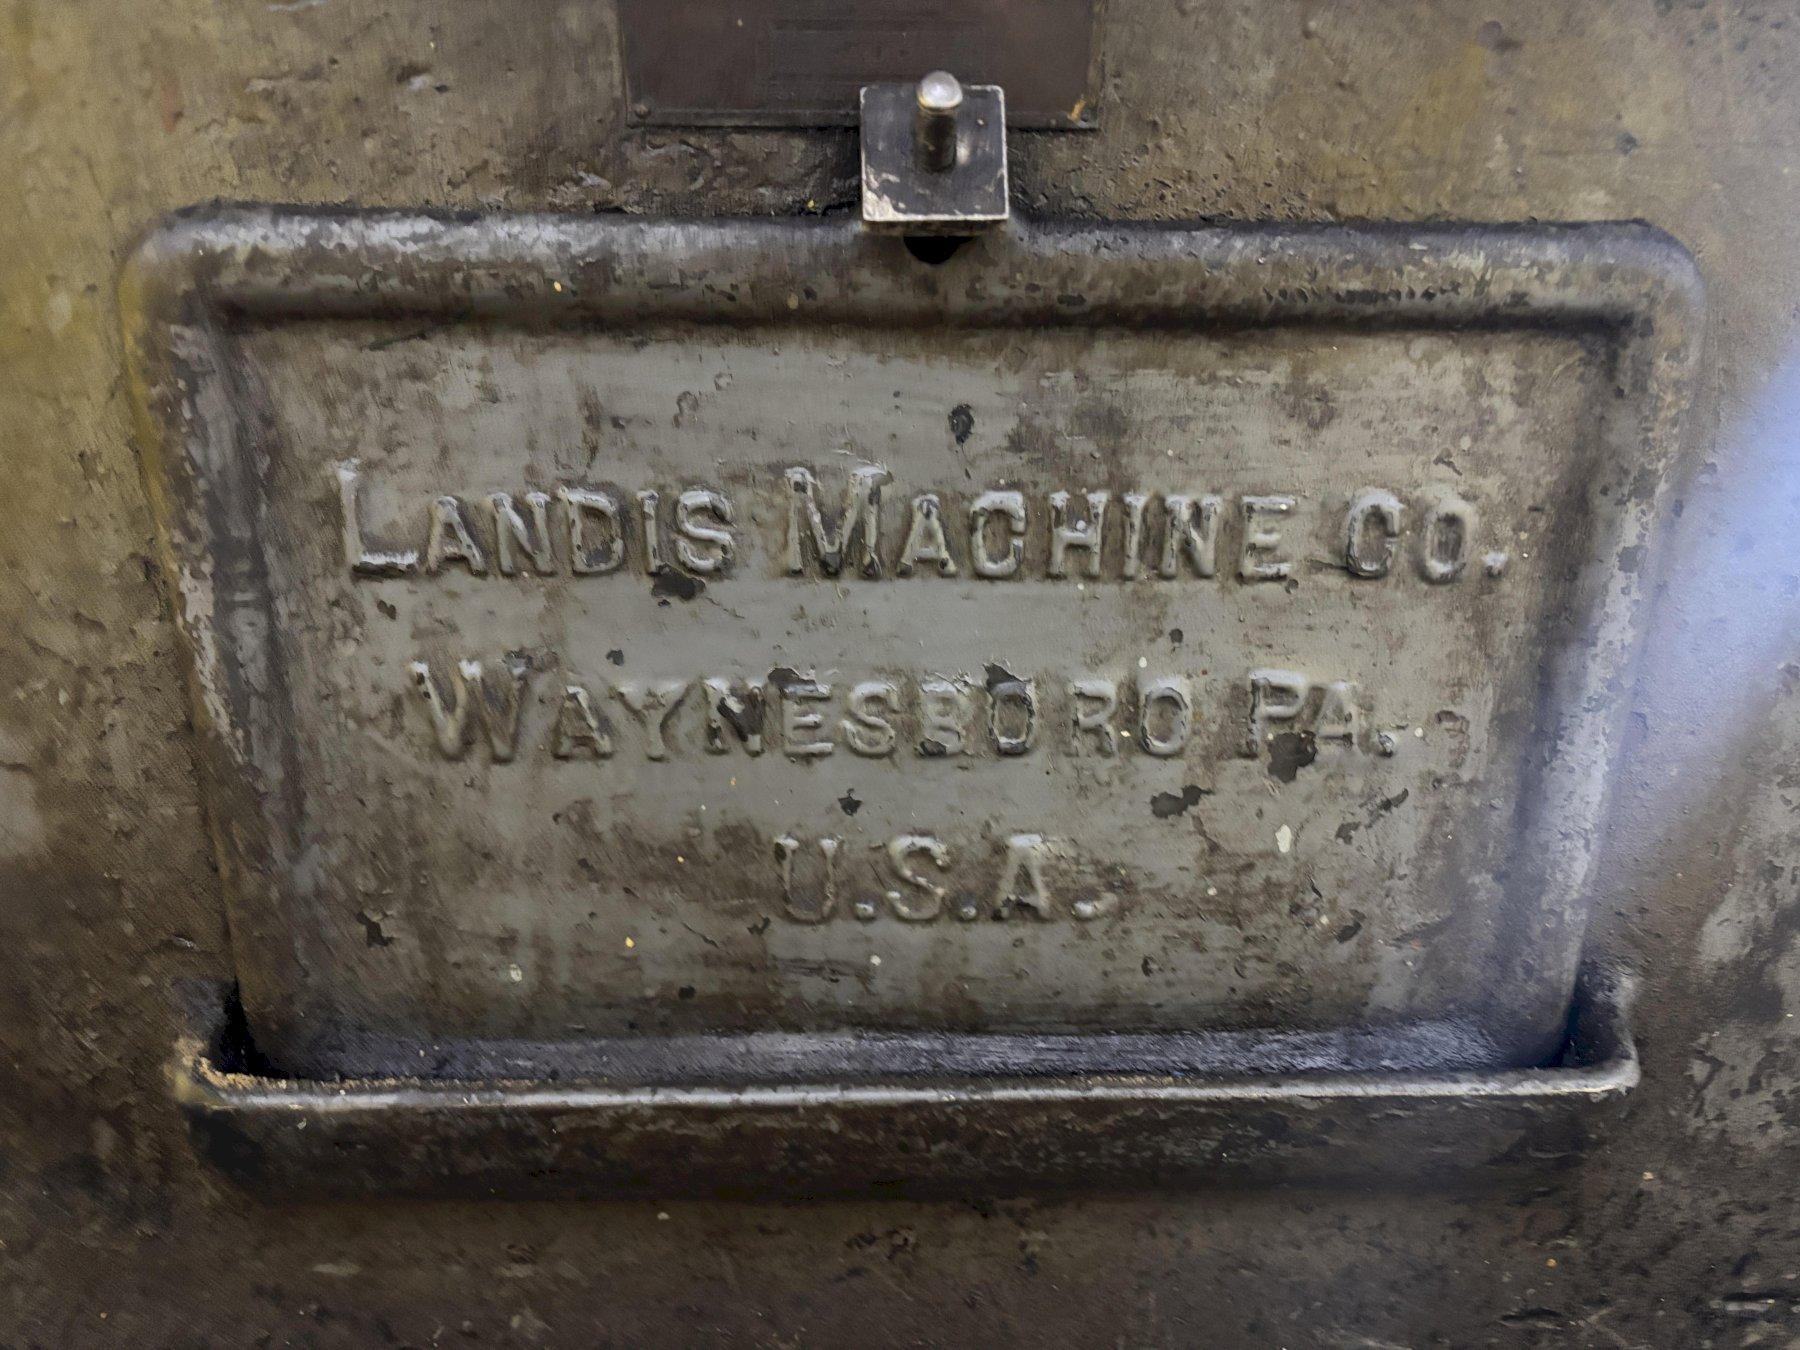 LANDIS MACHINE CO.
WAYNESBORO PA.
U.S.A.